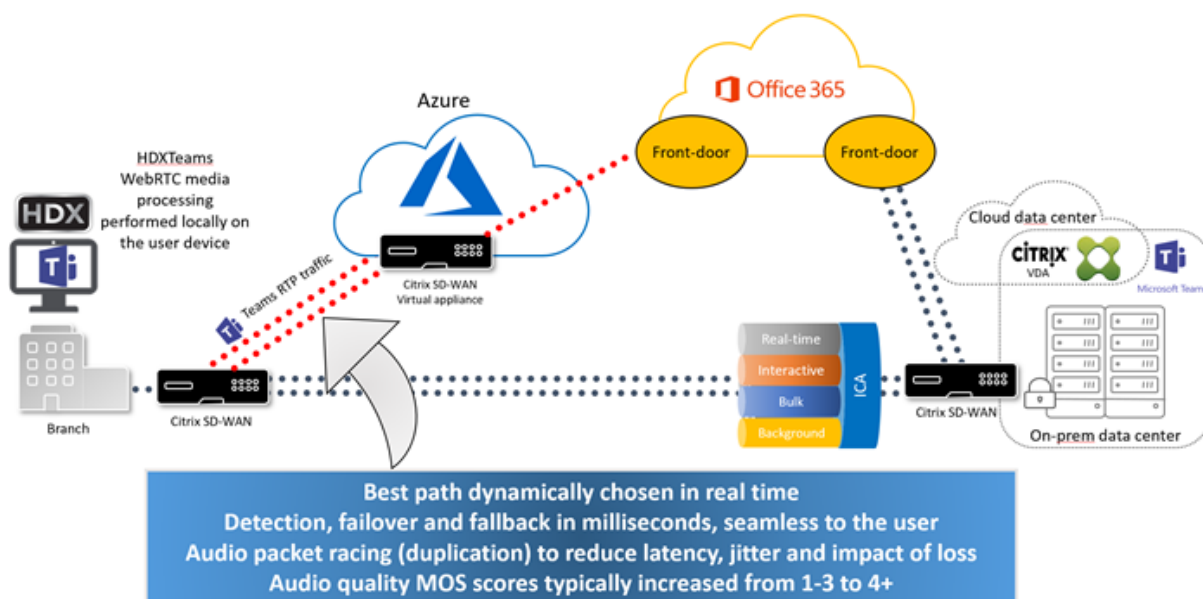 Office 365
Azure
Front-door
Front-door
HDXTeams
WebRTC media
processing
performed locally on
the user device
HDX
T
Teams RTP traffic
Citrix SD-WAN
Virtual appliance
Cloud data center
CİTRIX
VDA
Microsoft Team
Real-time
Interactive
Bulk
Background
ICA
Branch
Citrix SD-WAN
Citrix SD-WAN
On-prem data center
Best path dynamically chosen in real time
Detection, failover and fallback in milliseconds, seamless to the user
Audio packet racing (duplication) to reduce latency, jitter and impact of loss
Audio quality MOS scores typically increased from 1-3 to 4+